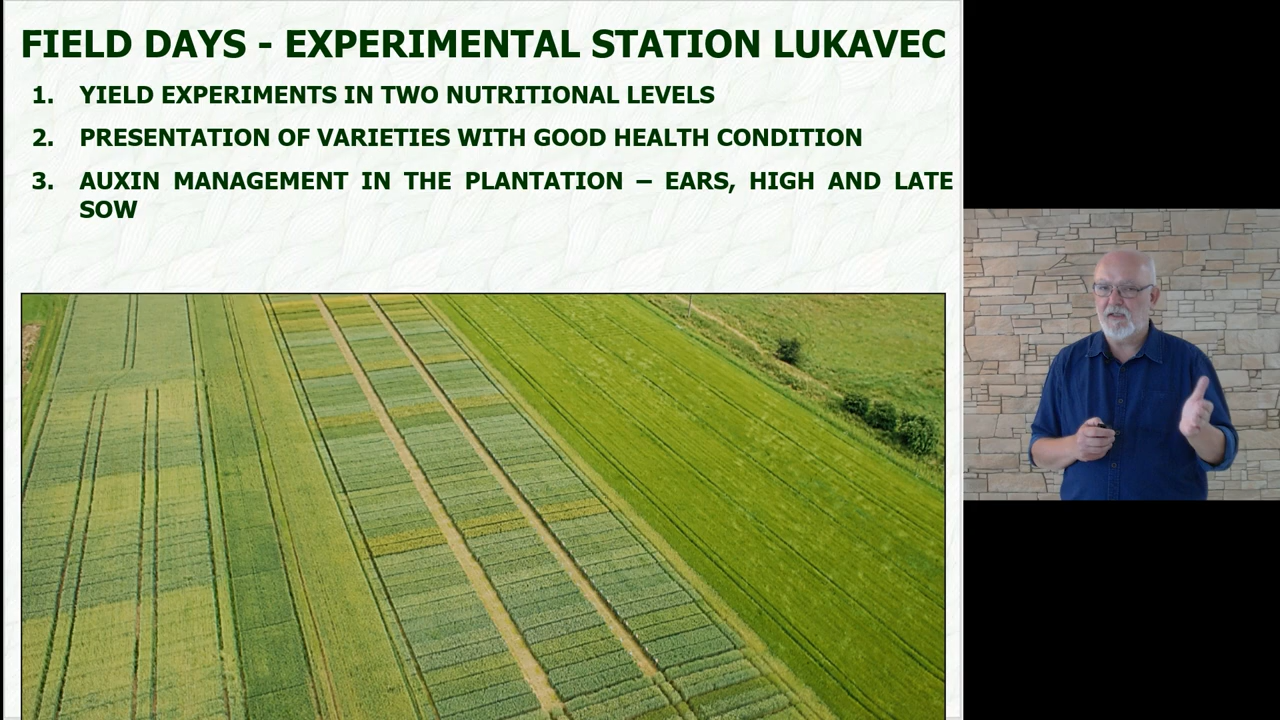 FIELD DAYS - EXPERIMENTAL STATION LUKAVEC
1. YIELD EXPERIMENTS IN TWO NUTRITIONAL LEVELS
2. PRESENTATION OF VARIETIES WITH GOOD HEALTH CONDITION
3. AUXIN MANAGEMENT IN THE PLANTATION – EARS, HIGH AND LATE
SOW